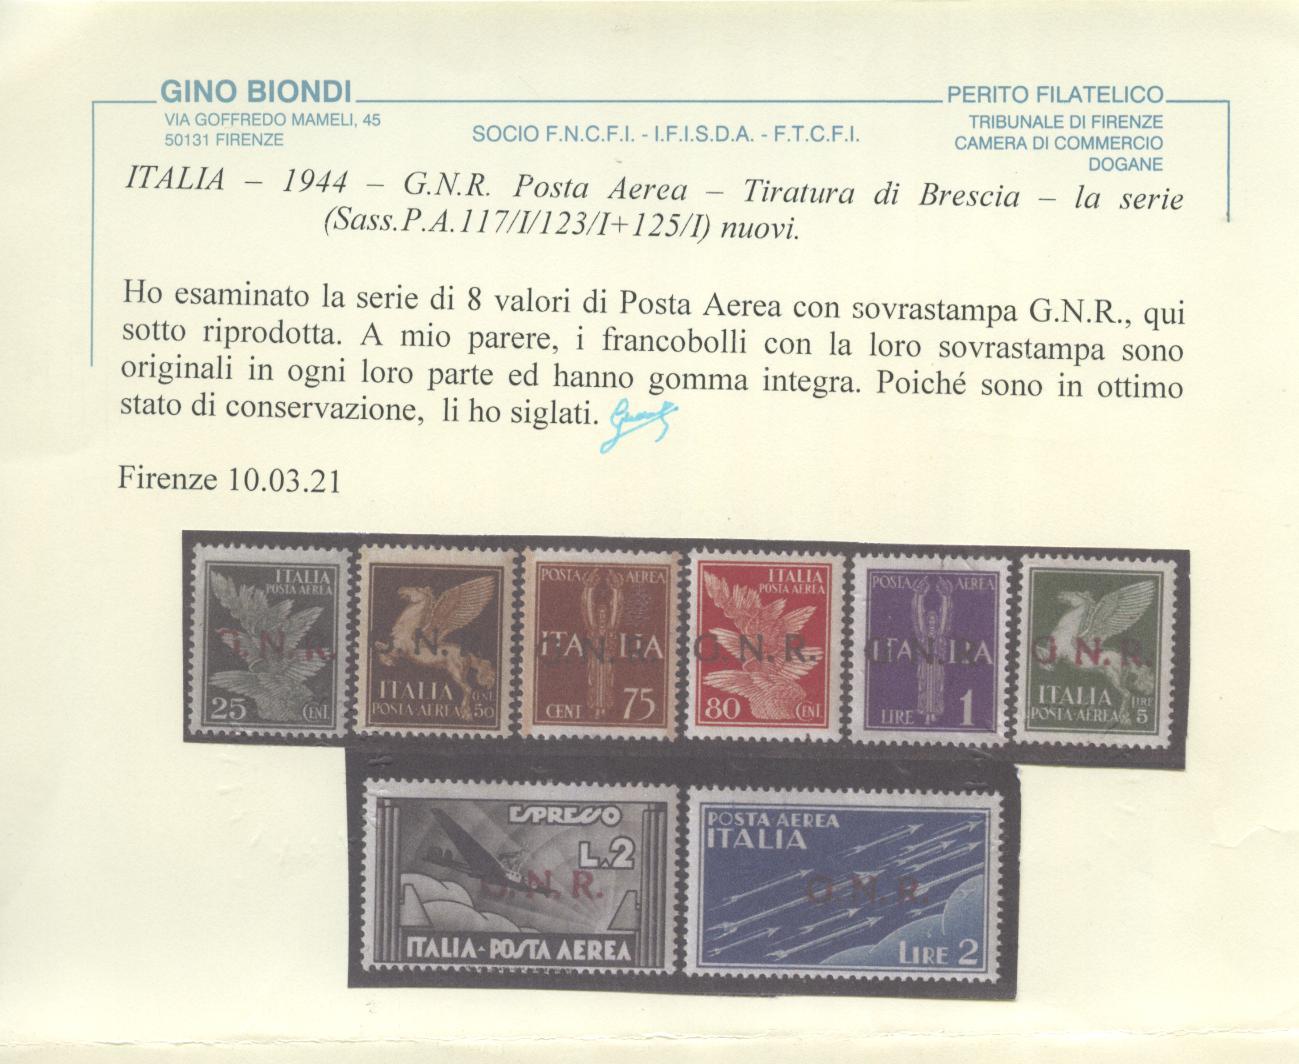 GINO BIONDI
VIA GOFFREDO MAMELI, 45
50131 FIRENZE
SOCIO F.N.C.F.I. - I.F.I.S.D.A. - F.T.C.F.I.
PERITO FILATELICO
TRIBUNALE DI FIRENZE
CAMERA DI COMMERCIO
DOGANE
ITALIA – 1944 – G.N.R. Posta Aerea – Tiratura di Brescia – la serie
(Sass.P.A.117/I/123/I+125/I) nuovi.
Ho esaminato la serie di 8 valori di Posta Aerea con sovrastampa G.N.R., qui
sotto riprodotta. A mio parere, i francobolli con la loro sovrastampa sono
originali in ogni loro parte ed hanno gomma integra. Poiché sono in ottimo
stato di conservazione, li ho siglati.
Firenze 10.03.21
ITALIA
POSTA AEREA
G.N.R.
25 CENT.
G.N.
ITALIA
POSTA-AEREA
CENT. 50
POSTA AEREA
ITALIA
G.N.R.
CENT 75
ITALIA
POSTA AEREA
G.N.R.
80 CENT.
POSTA AEREA
ITALIA
G.N.R.
LIRE 1
G.N.R.
ITALIA
POSTA-AEREA
LIRE 5
ESPRESSO
L.2
G.N.R.
ITALIA-POSTA AEREA
POSTA-AEREA
ITALIA
G.N.R.
LIRE 2